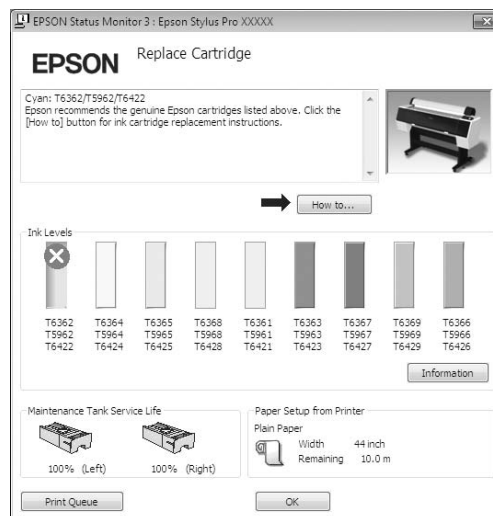 EPSON Status Monitor 3 : Epson Stylus Pro XXXXX
EPSON
Replace Cartridge
Cyan: T6362/T5962/T6422
Epson recommends the genuine Epson cartridges listed above. Click the
[How to] button for ink cartridge replacement instructions.
How to...
Ink Levels
T6362 T6364 T6365 T6368 T6361 T6363 T6367 T6369 T6366
T5962 T5964 T5965 T5968 T5961 T5963 T5967 T5969 T5966
T6422 T6424 T6425 T6428 T6421 T6423 T6427 T6429 T6426
Information
Maintenance Tank Service Life
100% (Left) 100% (Right)
Paper Setup from Printer
Plain Paper
Width 44 inch
Remaining 10.0 m
Print Queue
OK